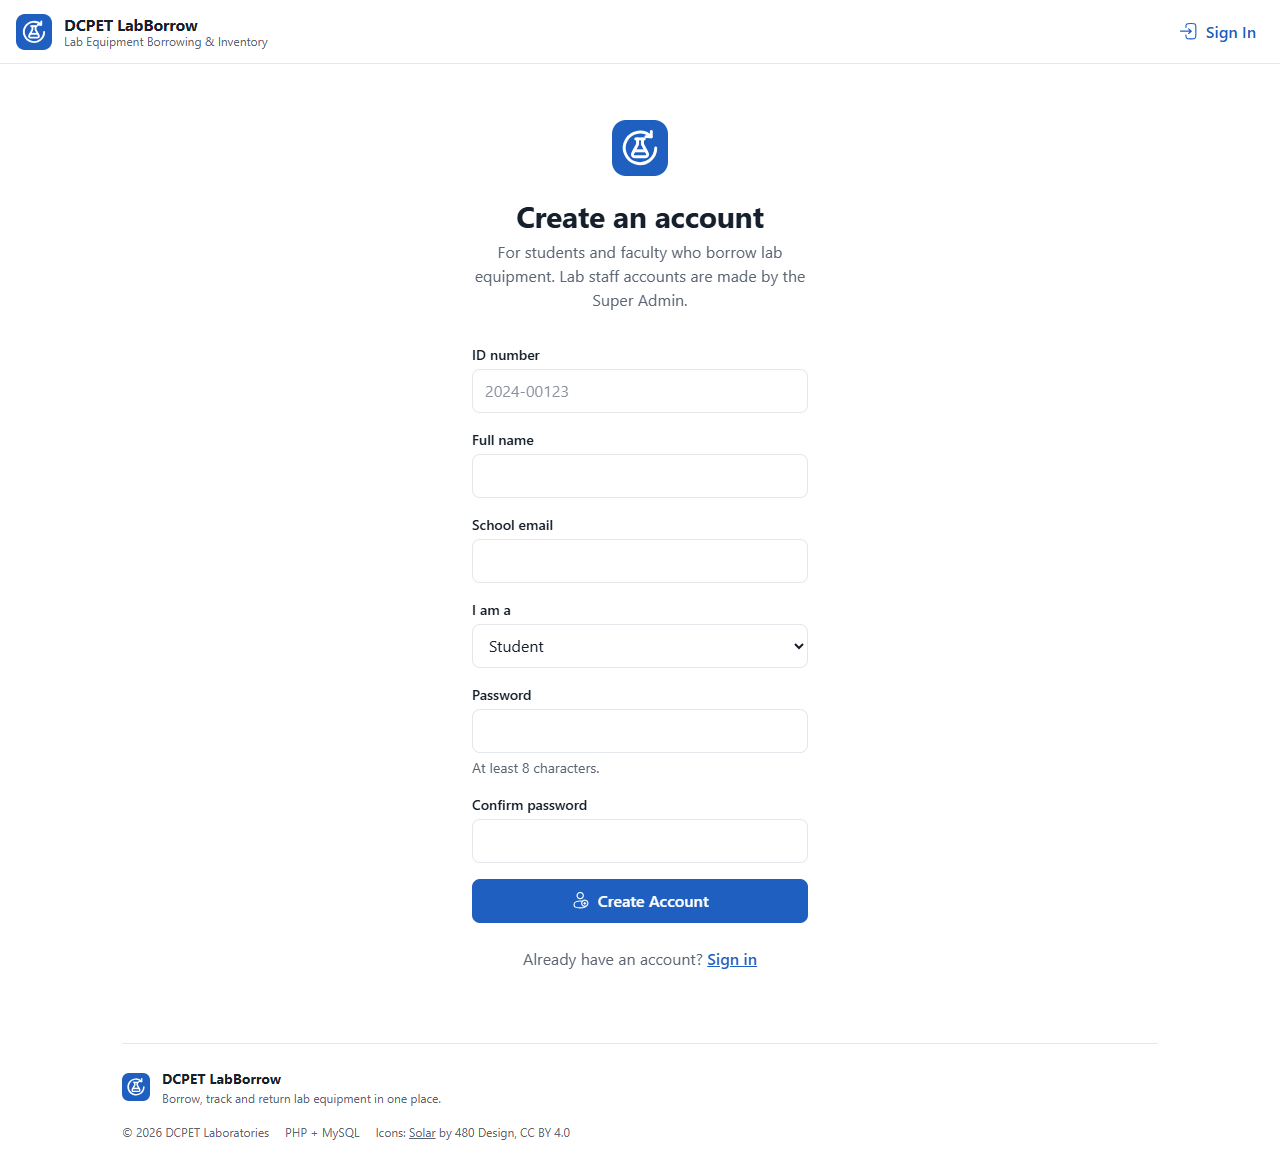 DCPET LabBorrow
Lab Equipment Borrowing & Inventory
Sign In
Create an account
For students and faculty who borrow lab
equipment. Lab staff accounts are made by the
Super Admin.
ID number
2024-00123
Full name
School email
I am a
Student
Password
At least 8 characters.
Confirm password
Create Account
Already have an account? Sign in
DCPET LabBorrow
Borrow, track and return lab equipment in one place.
© 2026 DCPET Laboratories PHP + MySQL Icons: Solar by 480 Design, CC BY 4.0